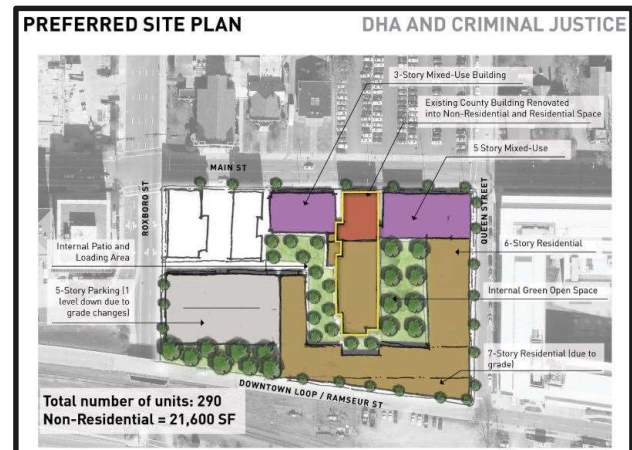 PREFERRED SITE PLAN
DHA AND CRIMINAL JUSTICE
3-Story Mixed-Use Building
Existing County Building Renovated
into Non-Residential and Residential Space
5 Story Mixed-Use
MAIN ST
ROXBORO ST
QUEEN STREET
6-Story Residential
Internal Patio and
Loading Area
Internal Green Open Space
5-Story Parking (1
level down due to
grade changes)
7-Story Residential (due to
grade)
DOWNTOWN LOOP / RAMSEUR ST
Total number of units: 290
Non-Residential = 21,600 SF